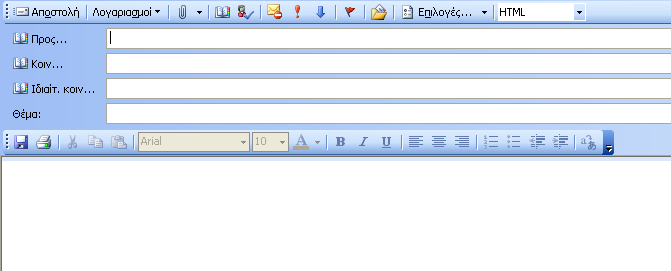 Αποστολή Λογαριασμοί Επιλογές... HTML
Προς...
Κοιν...
Ιδιαίτ. κοιν...
Θέμα:
Arial 10 A B I U